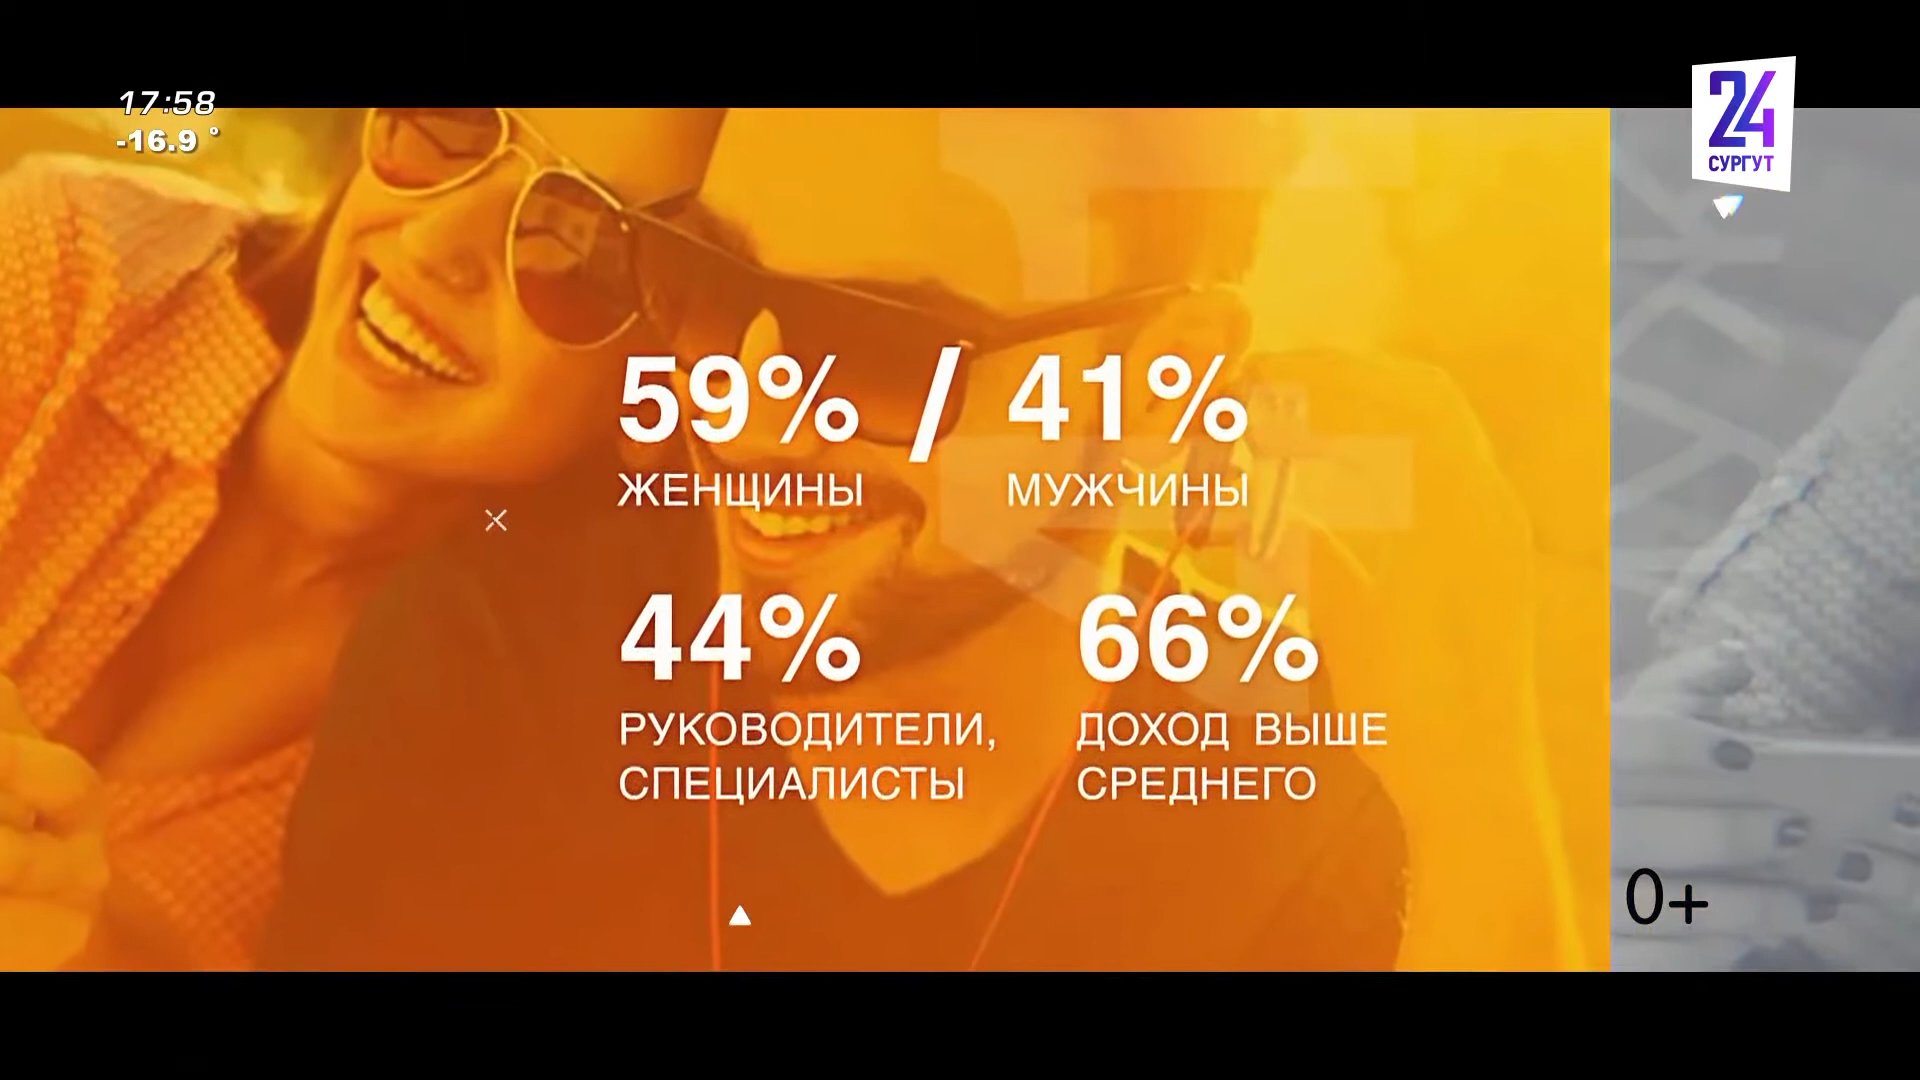 17:58
-16.9 °
24
СУРГУТ
59% / 41%
ЖЕНЩИНЫ МУЖЧИНЫ
44% 66%
РУКОВОДИТЕЛИ, ДОХОД ВЫШЕ
СПЕЦИАЛИСТЫ СРЕДНЕГО
0+